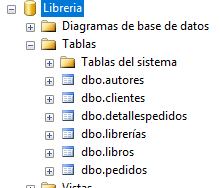 Libreria
Diagramas de base de datos
Tablas
Tablas del sistema
dbo.autores
dbo.clientes
dbo.detallespedidos
dbo.librerías
dbo.libros
dbo.pedidos
Vistas